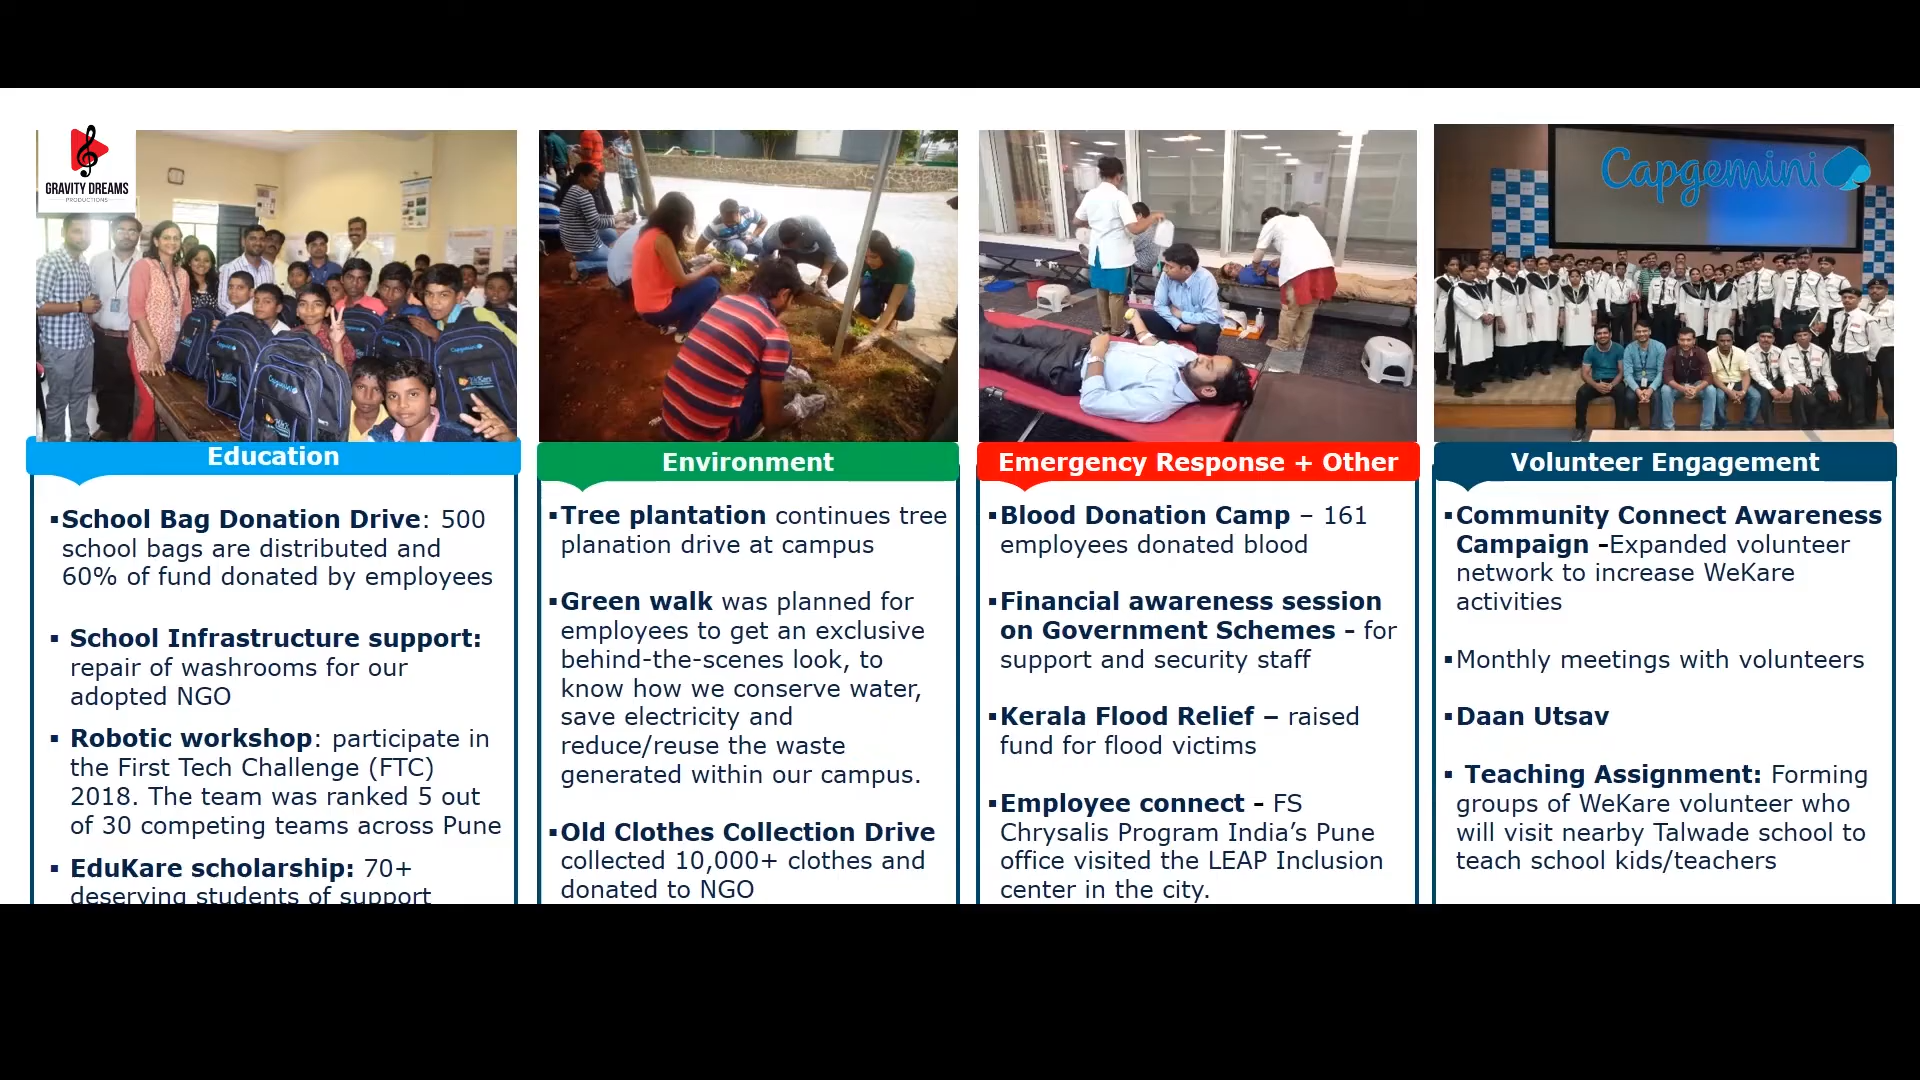 GRAVITY DREAMS
PRODUCTIONS
Capgemini
Education
▪School Bag Donation Drive: 500
school bags are distributed and
60% of fund donated by employees
▪ School Infrastructure support:
repair of washrooms for our
adopted NGO
▪ Robotic workshop: participate in
the First Tech Challenge (FTC)
2018. The team was ranked 5 out
of 30 competing teams across Pune
▪ EduKare scholarship: 70+
deserving students of support
Environment
▪Tree plantation continues tree
planation drive at campus
▪Green walk was planned for
employees to get an exclusive
behind-the-scenes look, to
know how we conserve water,
save electricity and
reduce/reuse the waste
generated within our campus.
▪Old Clothes Collection Drive
collected 10,000+ clothes and
donated to NGO
Emergency Response + Other
▪Blood Donation Camp – 161
employees donated blood
▪Financial awareness session
on Government Schemes – for
support and security staff
▪Kerala Flood Relief – raised
fund for flood victims
▪Employee connect – FS
Chrysalis Program India’s Pune
office visited the LEAP Inclusion
center in the city.
Volunteer Engagement
▪Community Connect Awareness
Campaign –Expanded volunteer
network to increase WeKare
activities
▪Monthly meetings with volunteers
▪Daan Utsav
▪ Teaching Assignment: Forming
groups of WeKare volunteer who
will visit nearby Talwade school to
teach school kids/teachers